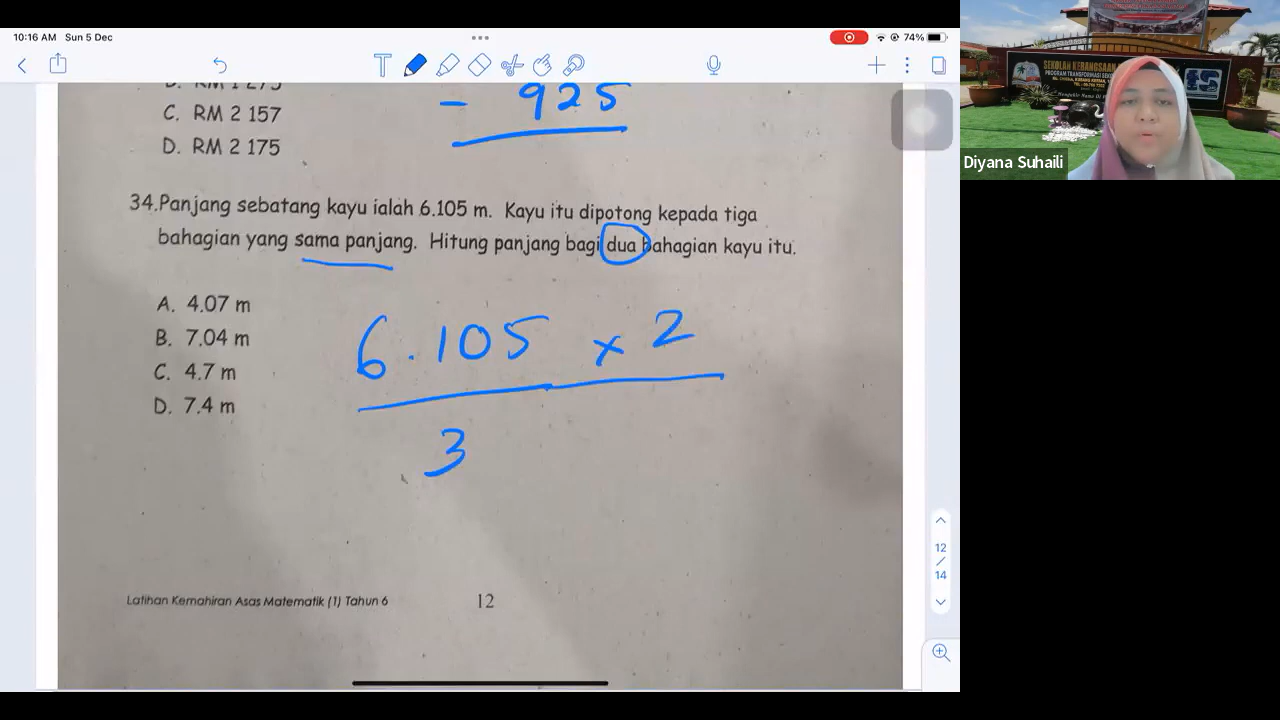 10:16 AM Sun 5 Dec
74%
- 925
C. RM 2 157
D. RM 2 175
34.Panjang sebatang kayu ialah 6.105 m. Kayu itu dipotong kepada tiga
bahagian yang sama panjang. Hitung panjang bagi dua bahagian kayu itu.
A. 4.07 m
B. 7.04 m
C. 4.7 m
D. 7.4 m
6.105 x 2
3
Latihan Kemahiran Asas Matematik (1) Tahun 6
12
12
/
14
SEKOLAH KEBANGSAAN
Diyana Suhaili